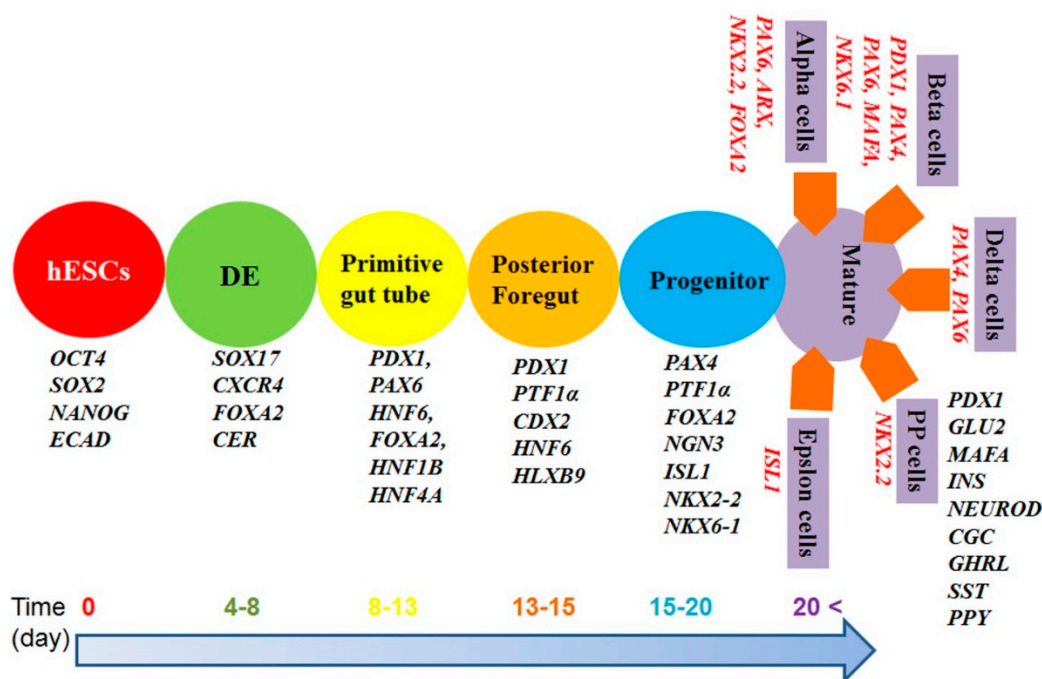 hESCs
OCT4
SOX2
NANOG
ECAD
DE
SOX17
CXCR4
FOXA2
CER
Primitive
gut tube
PDX1,
PAX6
HNF6,
FOXA2,
HNF1B
HNF4A
Posterior
Foregut
PDX1
PTF1α
CDX2
HNF6
HLXB9
Progenitor
PAX4
PTF1α
FOXA2
NGN3
ISL1
NKX2-2
NKX6-1
Mature
Alpha cells
PAX6, ARX,
NKX2.2, FOXA2
Beta cells
PDX1, PAX4,
PAX6, MAFA,
NKX6.1
Delta cells
PAX4, PAX6
PP cells
NKX2.2
Epslon cells
ISL1
PDX1
GLU2
MAFA
INS
NEUROD
CGC
GHRL
SST
PPY
Time
(day)
0
4-8
8-13
13-15
15-20
20 <